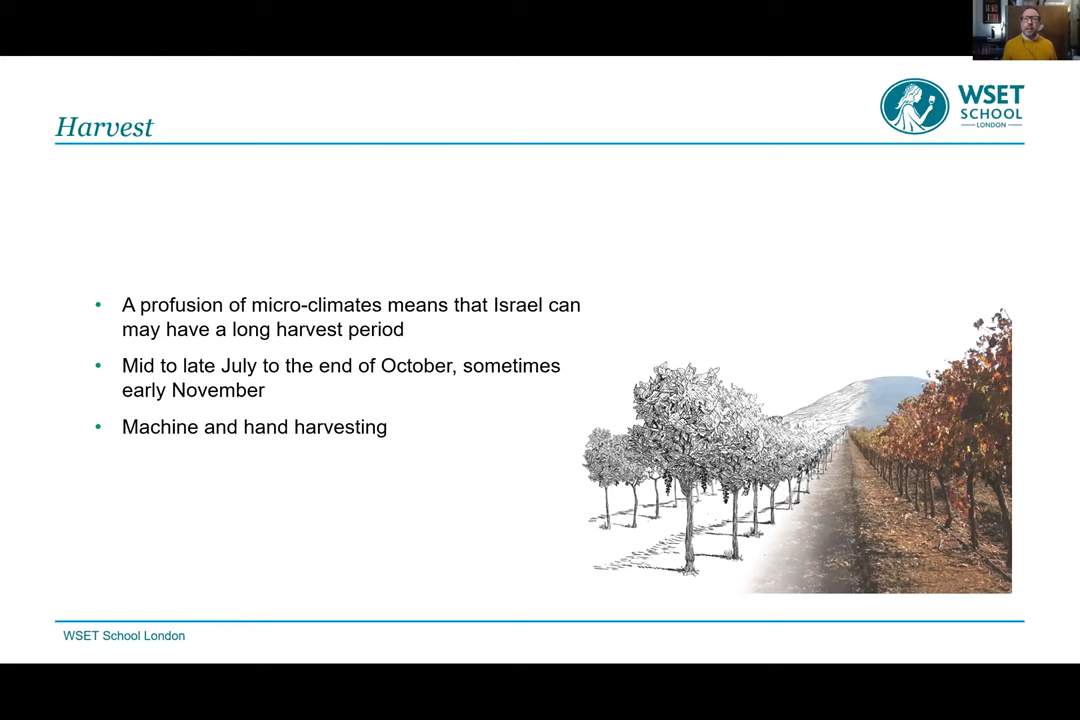 WSET
SCHOOL
LONDON
Harvest
• A profusion of micro-climates means that Israel can
may have a long harvest period
• Mid to late July to the end of October, sometimes
early November
• Machine and hand harvesting
WSET School London